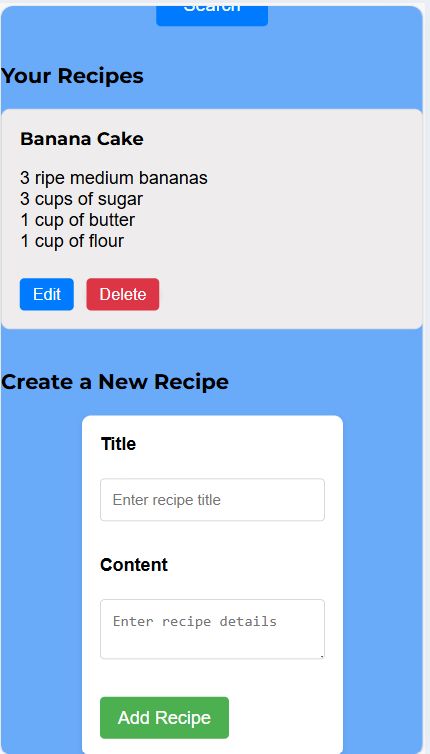 Search
Your Recipes
Banana Cake
3 ripe medium bananas
3 cups of sugar
1 cup of butter
1 cup of flour
Edit Delete
Create a New Recipe
Title
Enter recipe title
Content
Enter recipe details
Add Recipe